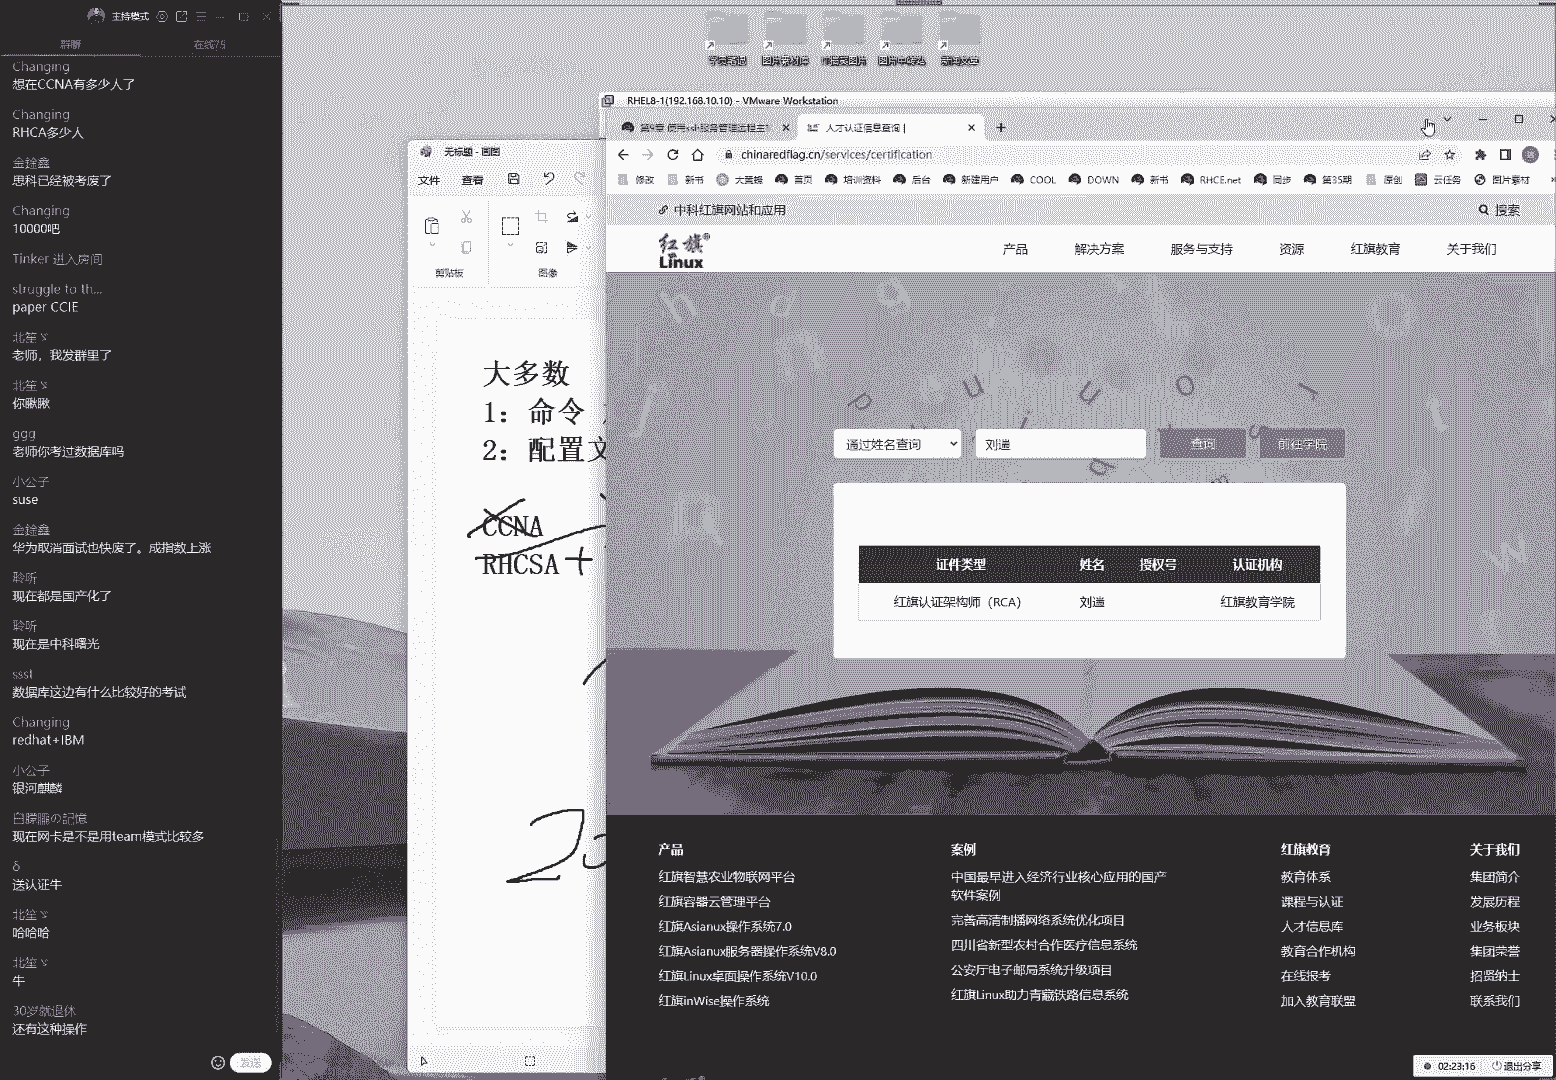 主持模式
群聊
在线75
Changing
想在CCNA有多少人了
Changing
RHCA多少人
金鋒鑫
思科已经被考废了
Changing
10000吧
Tinker 进入房间
struggle to th...
paper CCIE
北笙
老师，我发群里了
北笙
你瞅瞅
ggg
老师你考过数据库吗
小公子
suse
华为取消面试也快废了。成指数上涨
聆听
现在都是国产化了
聆听
现在是中科曙光
ssst
数据库这边有什么比较好的考试
Changing
redhat+IBM
小公子
银河麒麟
现在网卡是不是用team模式比较多
δ
送认证牛
北笙
哈哈哈
北笙
牛
30岁就退休
还有这种操作
发送
无标题 - 画图
文件 查看
剪贴板 图像
大多数
1：命令
2：配置文
CCNA
RHCSA+
RHEL8-1(192.168.10.10) - VMware Workstation
第9章 使用ssh服务管理远程主
人才认证信息查询 |
chinaredflag.cn/services/certification
修改 新书 大黄蜂 首页 培训资料 后台 新建用户 COOL DOWN 新书 RHCE.net 同步 第35期 原创 云任务 图片素材
中科红旗网站和应用 搜索
红旗®
Linux
产品 解决方案 服务与支持 资源 红旗教育 关于我们
通过姓名查询 刘遄 查询 前往学院
证件类型 姓名 授权号 认证机构
红旗认证架构师（RCA） 刘遄 红旗教育学院
产品 案例 红旗教育 关于我们
红旗智慧农业物联网平台 中国最早进入经济行业核心应用的国产软件案例 教育体系 集团简介
红旗容器云管理平台 课程与认证 发展历程
红旗Asianux操作系统7.0 完善高清制播网络系统优化项目 人才信息库 业务板块
红旗Asianux服务器操作系统V8.0 四川省新型农村合作医疗信息系统 教育合作机构 集团荣誉
红旗Linux桌面操作系统V10.0 公安厅电子邮局系统升级项目 在线报考 招贤纳士
红旗inWise操作系统 红旗Linux助力青藏铁路信息系统 加入教育联盟 联系我们
02:23:16 退出分享